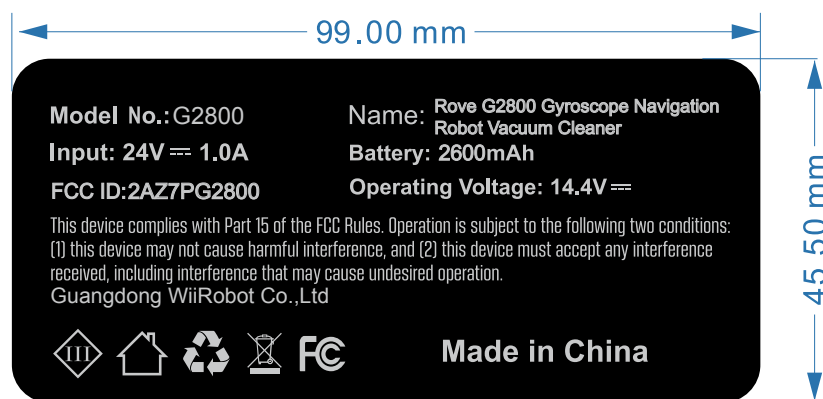 99.00 mm
Model No.:G2800
Name: Rove G2800 Gyroscope Navigation
Robot Vacuum Cleaner
Input: 24V⎓1.0A
Battery: 2600mAh
FCC ID:2AZ7PG2800
Operating Voltage: 14.4V⎓
This device complies with Part 15 of the FCC Rules. Operation is subject to the following two conditions:
(1) this device may not cause harmful interference, and (2) this device must accept any interference
received, including interference that may cause undesired operation.
Guangdong WiiRobot Co.,Ltd
III
FC
Made in China
45.50 mm